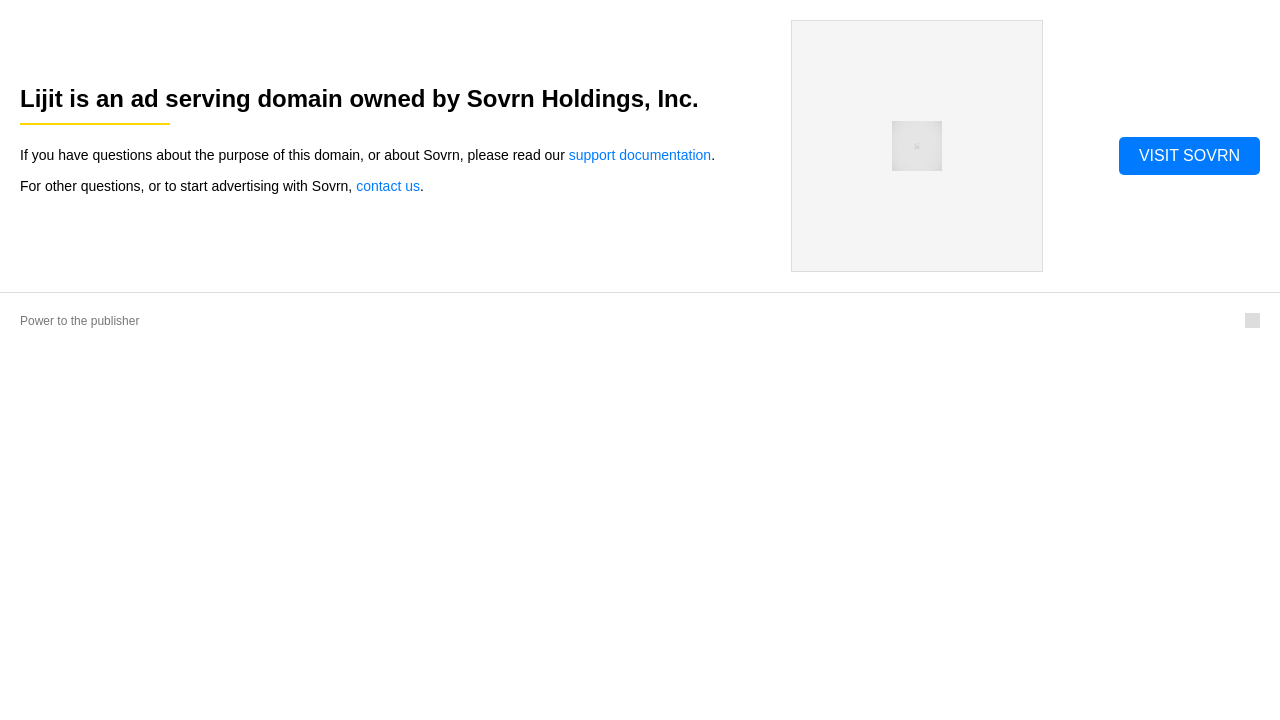 Lijit is an ad serving domain owned by Sovrn Holdings, Inc.
If you have questions about the purpose of this domain, or about Sovrn, please read our support documentation.
For other questions, or to start advertising with Sovrn, contact us.
VISIT SOVRN
Power to the publisher